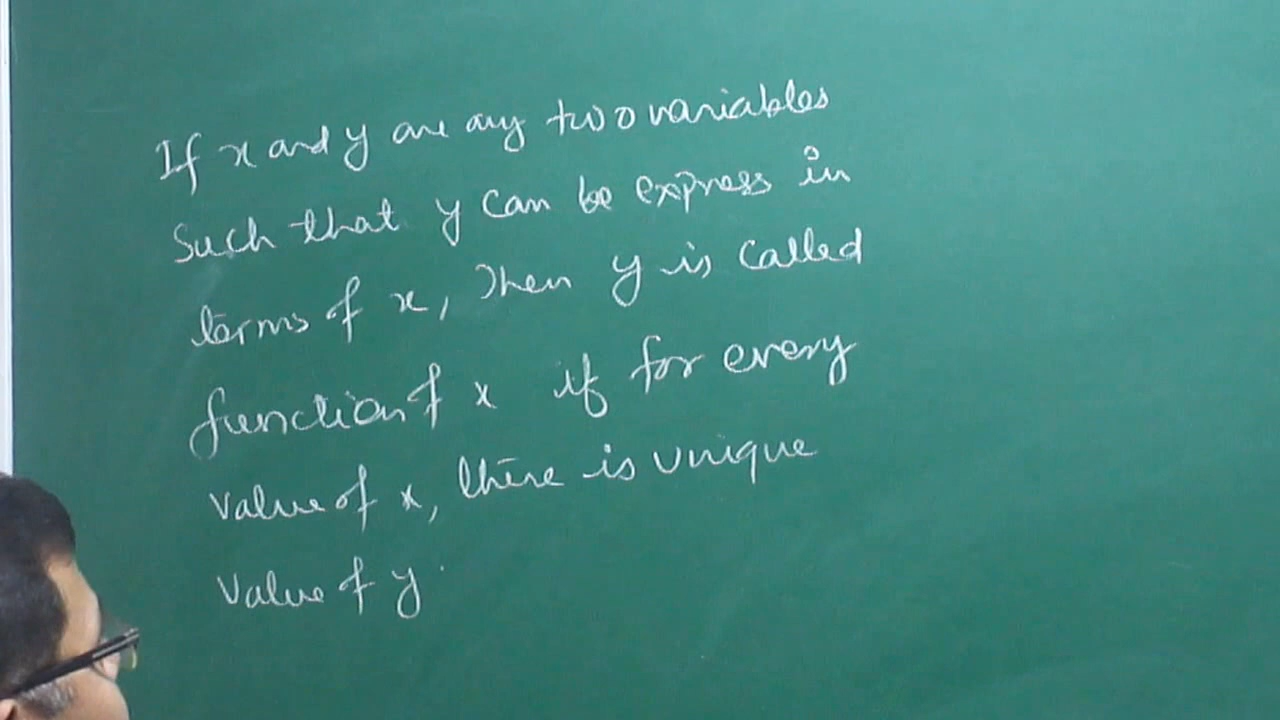 If x and y are any two variables
Such that y can be express in
terms of x, Then y is called
function of x if for every
value of x, there is unique
value of y.